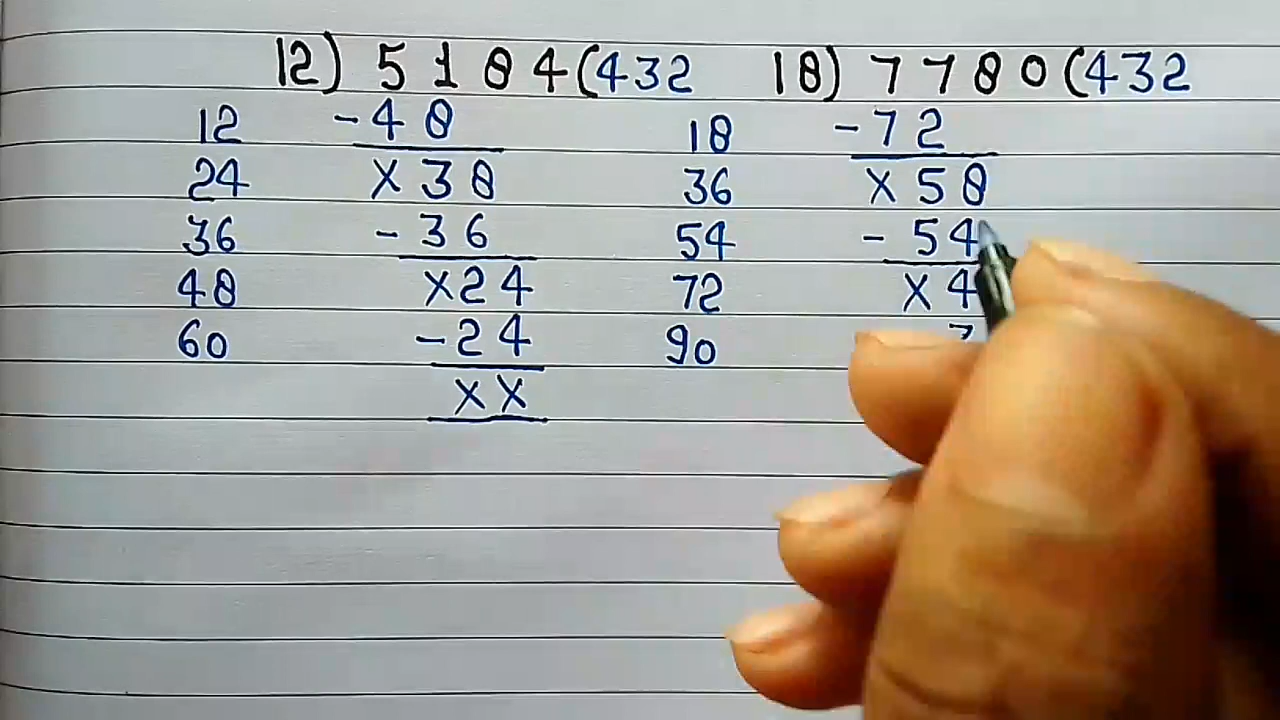 12) 5184(432 18) 7780(432
12 -48 18 -72
24 x38 36 x58
36 -36 54 -54
48 x24 72 x4
60 -24 90
xx